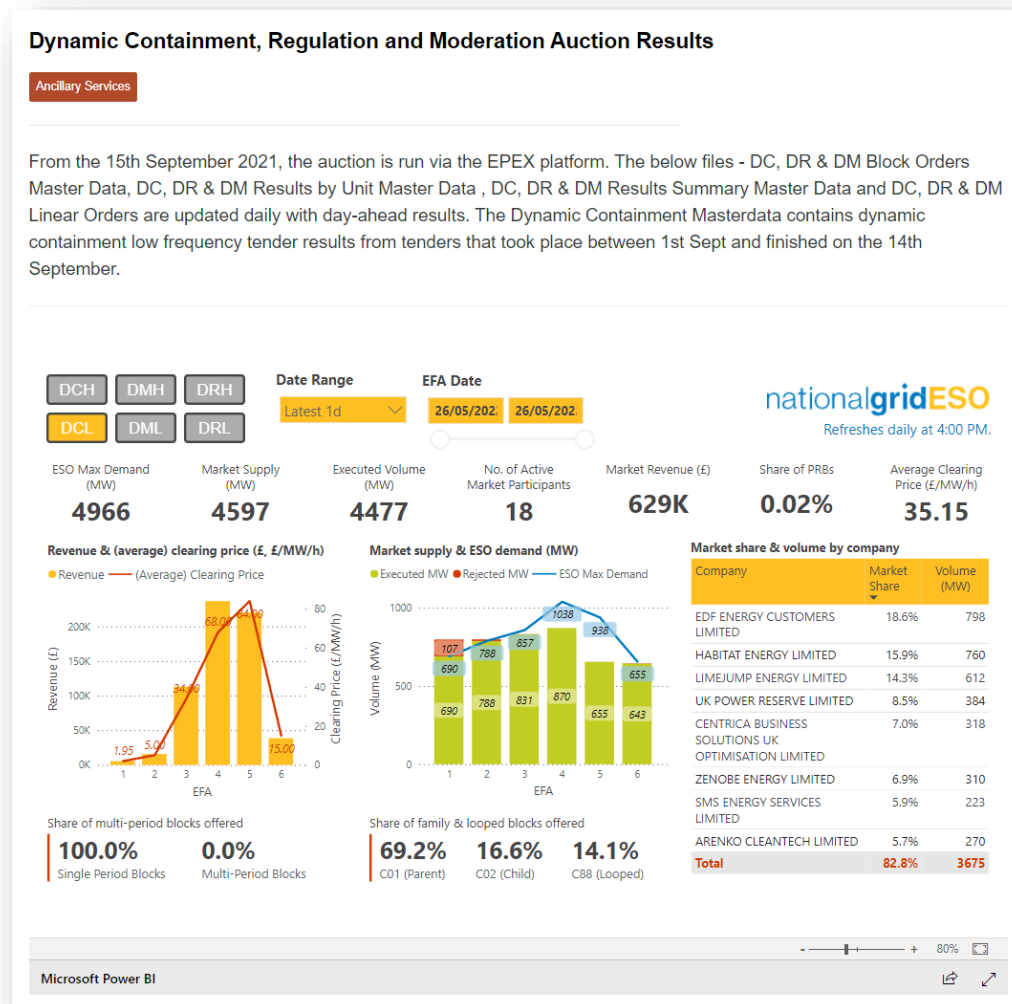 Dynamic Containment, Regulation and Moderation Auction Results
Ancillary Services
From the 15th September 2021, the auction is run via the EPEX platform. The below files - DC, DR & DM Block Orders
Master Data, DC, DR & DM Results by Unit Master Data , DC, DR & DM Results Summary Master Data and DC, DR & DM
Linear Orders are updated daily with day-ahead results. The Dynamic Containment Masterdata contains dynamic
containment low frequency tender results from tenders that took place between 1st Sept and finished on the 14th
September.
DCH DMH DRH
DCL DML DRL
Date Range
Latest 1d
EFA Date
26/05/202 26/05/202
nationalgridESO
Refreshes daily at 4:00 PM.
ESO Max Demand
(MW)
4966
Market Supply
(MW)
4597
Executed Volume
(MW)
4477
No. of Active
Market Participants
18
Market Revenue (£)
629K
Share of PRBs
0.02%
Average Clearing
Price (£/MW/h)
35.15
Revenue & (average) clearing price (£, £/MW/h)
Revenue (Average) Clearing Price
Revenue (£)
200K
150K
100K
50K
0K
1.95 5.00 34.00 68.00 84.00 15.00
80
60
40
20
0
Clearing Price (£/MW/h)
1 2 3 4 5 6
EFA
Market supply & ESO demand (MW)
Executed MW Rejected MW ESO Max Demand
Volume (MW)
1000
500
0
107
690 788 857 1038 938 655
690 788 831 870 655 643
1 2 3 4 5 6
EFA
Market share & volume by company
Company Market Share Volume (MW)
EDF ENERGY CUSTOMERS
LIMITED 18.6% 798
HABITAT ENERGY LIMITED 15.9% 760
LIMEJUMP ENERGY LIMITED 14.3% 612
UK POWER RESERVE LIMITED 8.5% 384
CENTRICA BUSINESS
SOLUTIONS UK
OPTIMISATION LIMITED 7.0% 318
ZENOBE ENERGY LIMITED 6.9% 310
SMS ENERGY SERVICES
LIMITED 5.9% 223
ARENKO CLEANTECH LIMITED 5.7% 270
Total 82.8% 3675
Share of multi-period blocks offered
100.0% 0.0%
Single Period Blocks Multi-Period Blocks
Share of family & looped blocks offered
69.2% 16.6% 14.1%
C01 (Parent) C02 (Child) C88 (Looped)
- + 80%
Microsoft Power BI